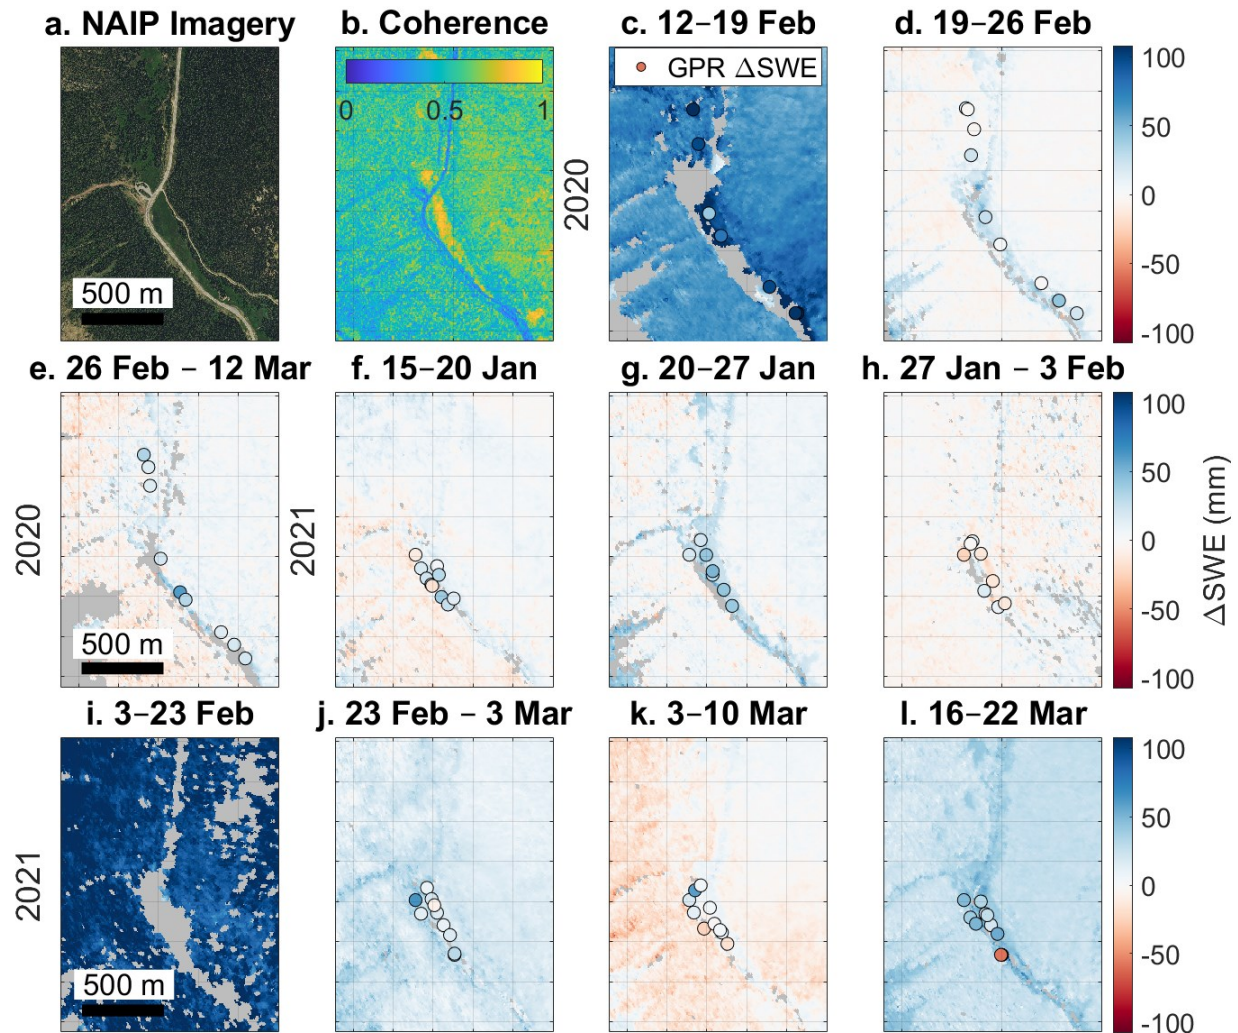 a. NAIP Imagery
b. Coherence
c. 12–19 Feb
d. 19–26 Feb
500 m
0 0.5 1
2020
GPR ΔSWE
100
50
0
-50
-100
e. 26 Feb – 12 Mar
f. 15–20 Jan
g. 20–27 Jan
h. 27 Jan – 3 Feb
2020
500 m
2021
100
50
0
-50
-100
ΔSWE (mm)
i. 3–23 Feb
j. 23 Feb – 3 Mar
k. 3–10 Mar
l. 16–22 Mar
2021
500 m
100
50
0
-50
-100